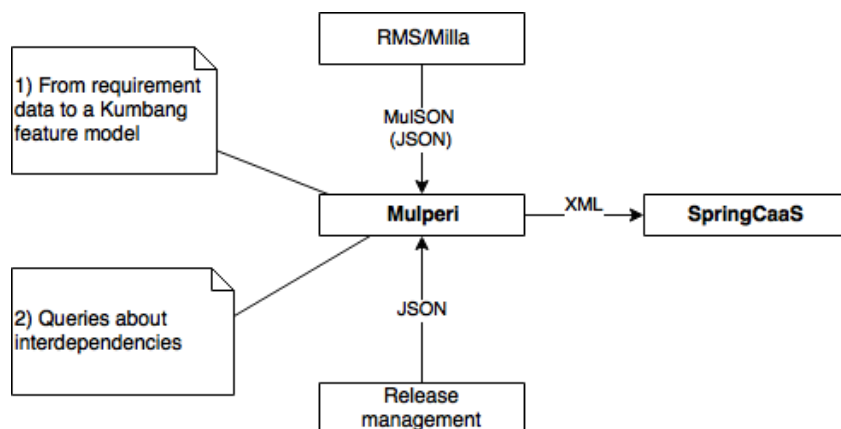 RMS/Milla
1) From requirement
data to a Kumbang
feature model
MulSON
(JSON)
Mulperi
XML
SpringCaaS
2) Queries about
interdependencies
JSON
Release
management